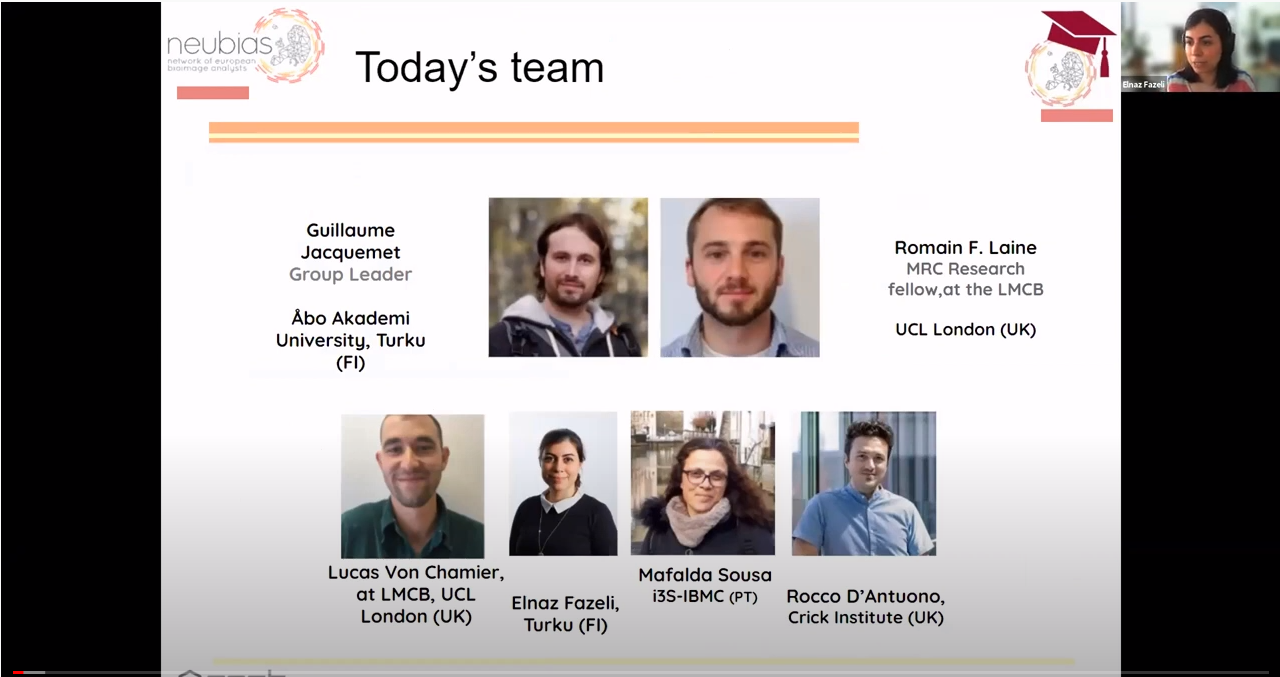 neubias
network of european
bioimage analysts
Today's team
Elnaz Fazeli
Guillaume
Jacquemet
Group Leader
Åbo Akademi
University, Turku
(FI)
Romain F. Laine
MRC Research
fellow,at the LMCB
UCL London (UK)
Lucas Von Chamier,
at LMCB, UCL
London (UK)
Elnaz Fazeli,
Turku (FI)
Mafalda Sousa
i3S-IBMC (PT)
Rocco D'Antuono,
Crick Institute (UK)